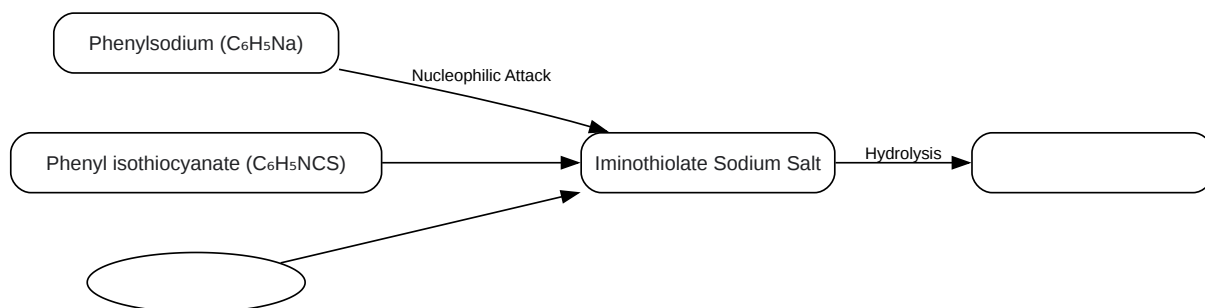 Phenylsodium (C₆H₅Na)
Nucleophilic Attack
Phenyl isothiocyanate (C₆H₅NCS)
Iminothiolate Sodium Salt
Hydrolysis